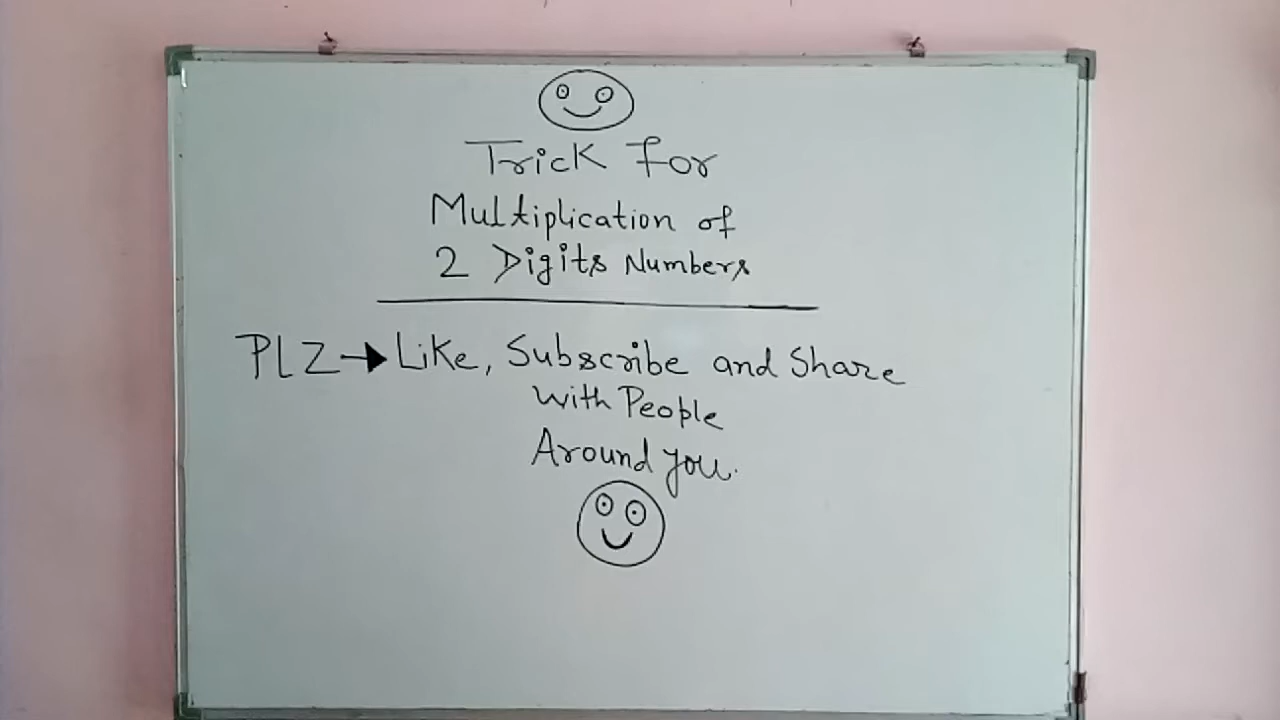 Trick For
Multiplication of
2 Digits Numbers
PLZ → Like, Subscribe and Share
with People
Around you.